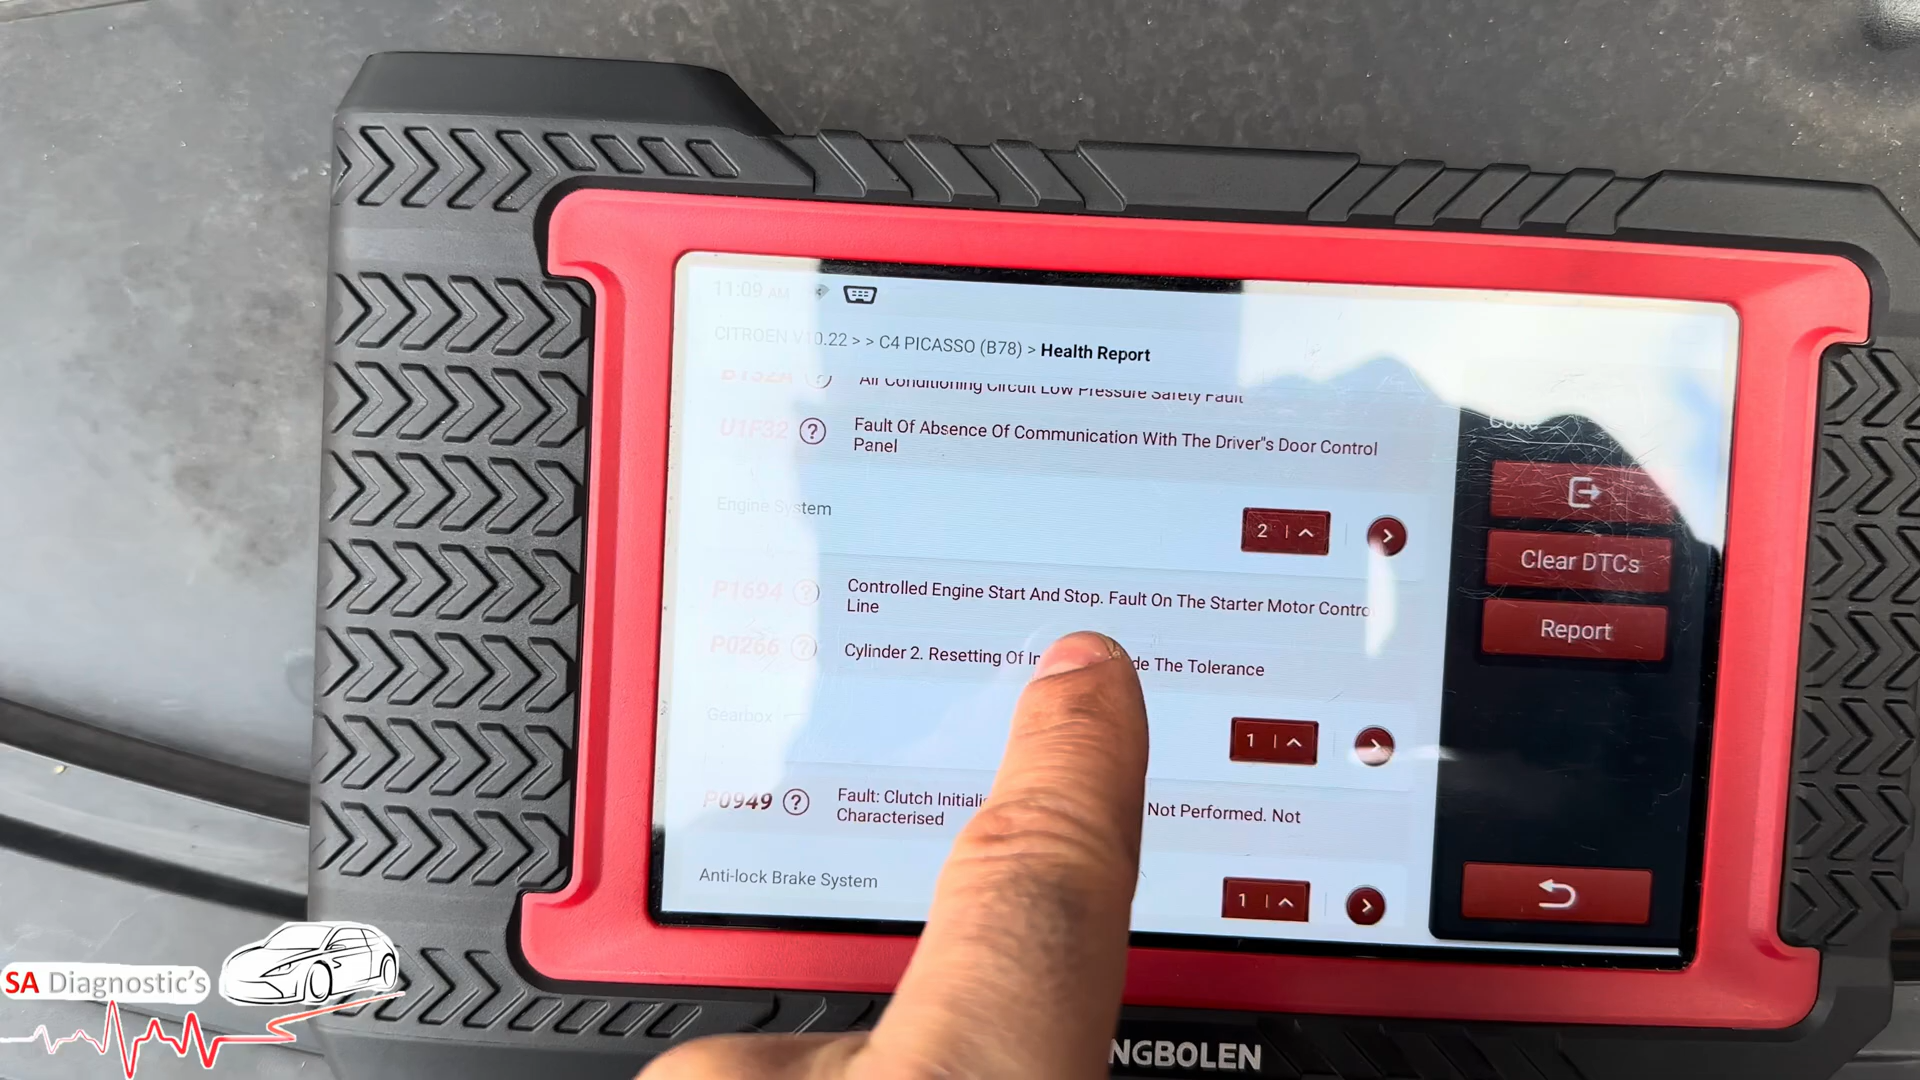 11:09 AM
CITROEN V10.22 > > C4 PICASSO (B78) > Health Report
Air Conditioning Circuit Low Pressure Safety Fault
U1F32 ? Fault Of Absence Of Communication With The Driver"s Door Control
Panel
Code
Engine System 2
Clear DTCs
P1694 ? Controlled Engine Start And Stop. Fault On The Starter Motor Contro
Line
Report
P0266 ? Cylinder 2. Resetting Of The Tolerance
Gearbox 1
P0949 ? Fault: Clutch Not Performed. Not
Characterised
Anti-lock Brake System 1
SA Diagnostic's
NGBOLEN